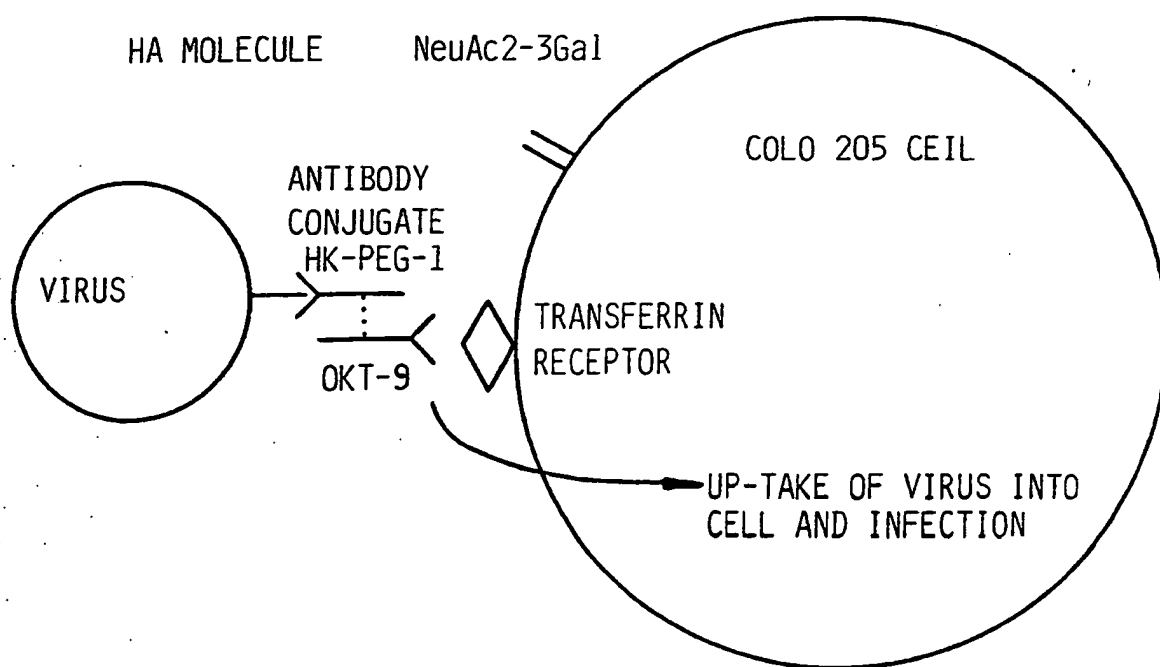 HA MOLECULE
NeuAc2-3Gal
COLO 205 CEIL
ANTIBODY
CONJUGATE
HK-PEG-1
VIRUS
OKT-9
TRANSFERRIN
RECEPTOR
UP-TAKE OF VIRUS INTO
CELL AND INFECTION